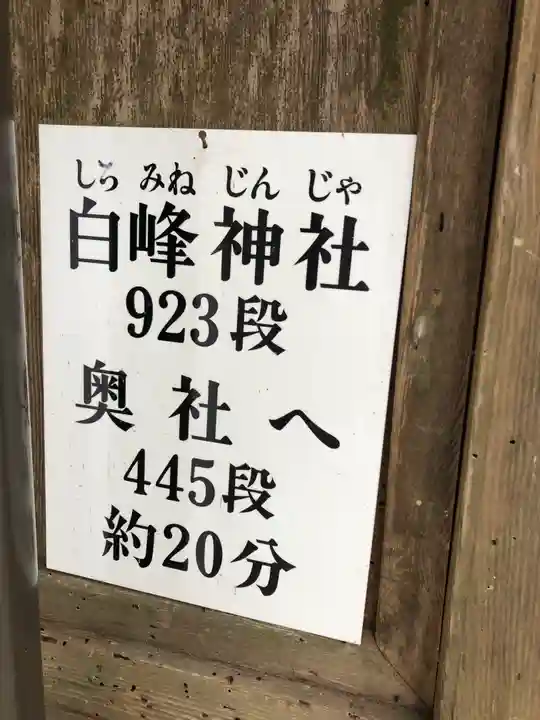 しら みね じん じゃ
白峰神社
923段
奥社へ
445段
約20分